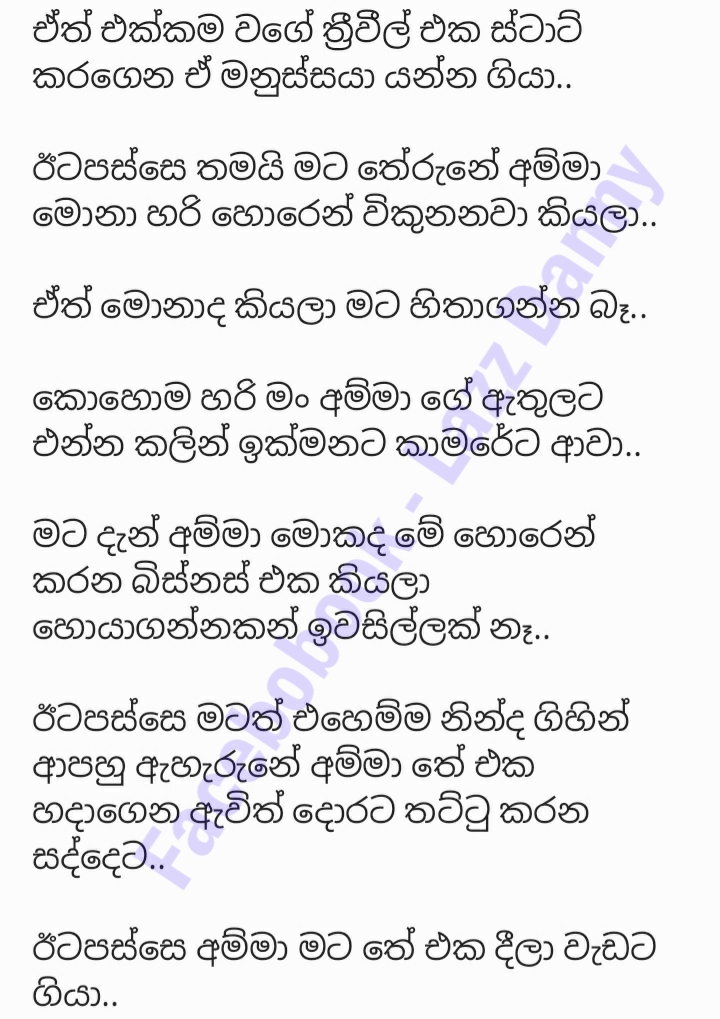 ඒත් එක්කම වගේ ත්‍රීවීල් එක ස්ටාට්
කරගෙන ඒ මනුස්සයා යන්න ගියා..
ඊටපස්සෙ තමයි මට තේරුනේ අම්මා
මොනා හරි හොරෙන් විකුනනවා කියලා..
ඒත් මොනාද කියලා මට හිතාගන්න බෑ..
කොහොම හරි මං අම්මා ගේ ඇතුලට
එන්න කලින් ඉක්මනට කාමරේට ආවා..
මට දැන් අම්මා මොකද මේ හොරෙන්
කරන බිස්නස් එක කියලා
හොයාගන්නකන් ඉවසිල්ලක් නෑ..
ඊටපස්සෙ මටත් එහෙම්ම නින්ද ගිහින්
ආපහු ඇහැරුනේ අම්මා තේ එක
හදාගෙන ඇවිත් දොරට තට්ටු කරන
සද්දෙට..
ඊටපස්සෙ අම්මා මට තේ එක දීලා වැඩට
ගියා..
Facebobook - Lazz Danny